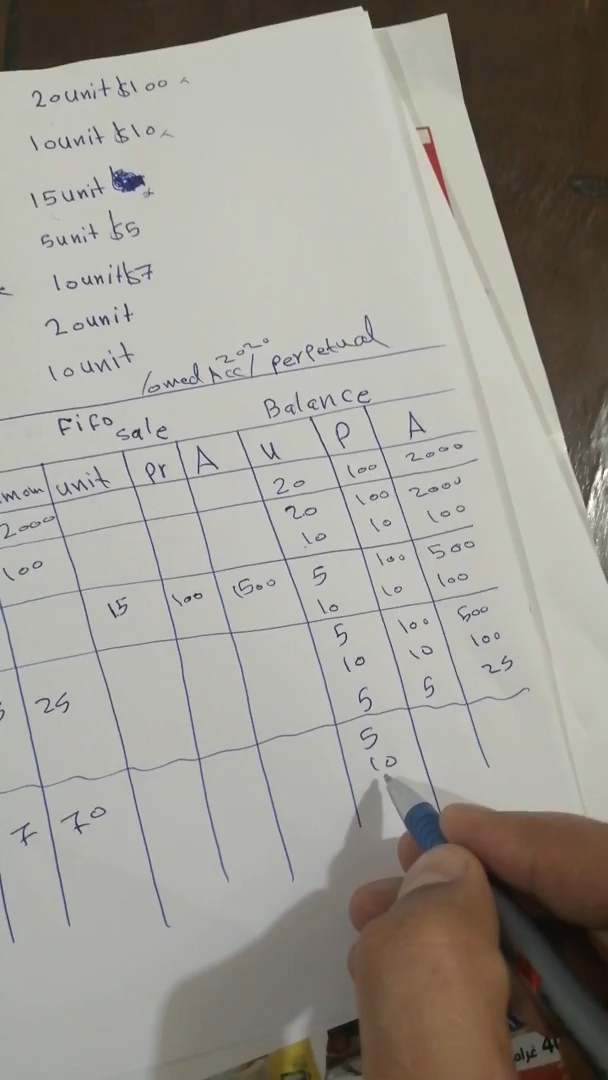 20unit $100
10unit $10
15unit
5unit $5
10unit $7
20unit
10unit
2020
/omed Acc/ perpetual
Fifo sale Balance
unit pr A u P A
2000 20 100 2000
100 20 100 2000
10 10 100
15 100 1500 5 100 500
10 10 100
5 100 500
10 10 100
25 5 5 25
5
10
7 70
غرام